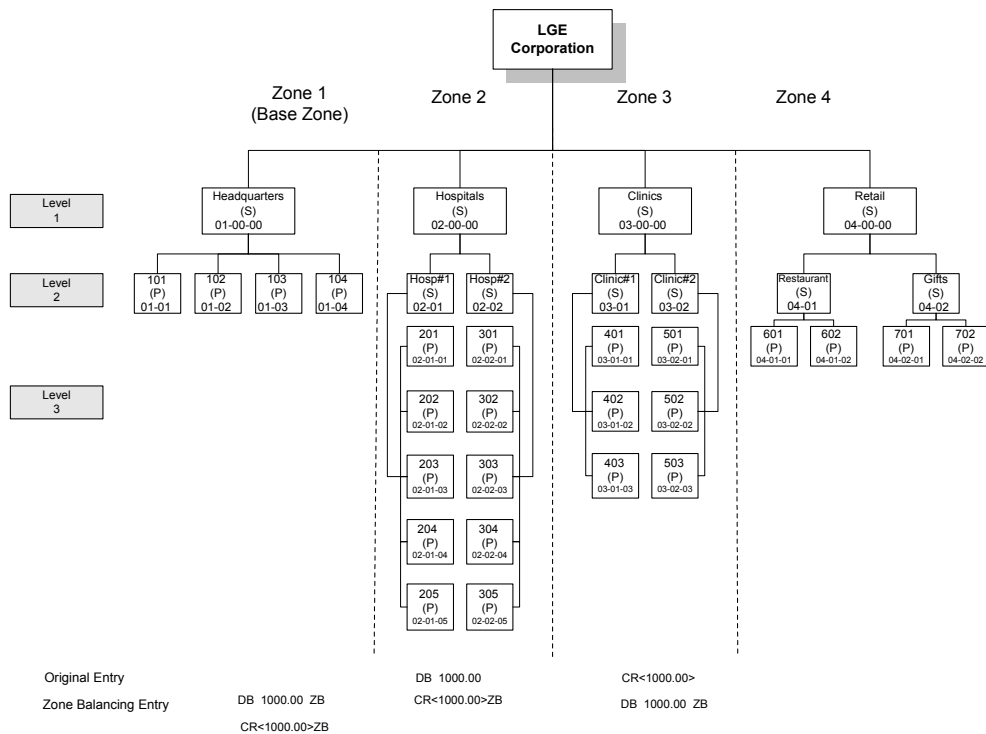 LGE
Corporation
Zone 1
(Base Zone)
Zone 2
Zone 3
Zone 4
Level
1
Headquarters
(S)
01-00-00
Hospitals
(S)
02-00-00
Clinics
(S)
03-00-00
Retail
(S)
04-00-00
Level
2
101
(P)
01-01
102
(P)
01-02
103
(P)
01-03
104
(P)
01-04
Hosp#1
(S)
02-01
Hosp#2
(S)
02-02
Clinic#1
(S)
03-01
Clinic#2
(S)
03-02
Restaurant
(S)
04-01
Gifts
(S)
04-02
Level
3
201
(P)
02-01-01
301
(P)
02-02-01
401
(P)
03-01-01
501
(P)
03-02-01
601
(P)
04-01-01
602
(P)
04-01-02
701
(P)
04-02-01
702
(P)
04-02-02
202
(P)
02-01-02
302
(P)
02-02-02
402
(P)
03-01-02
502
(P)
03-02-02
203
(P)
02-01-03
303
(P)
02-02-03
403
(P)
03-01-03
503
(P)
03-02-03
204
(P)
02-01-04
304
(P)
02-02-04
205
(P)
02-01-05
305
(P)
02-02-05
Original Entry
DB 1000.00
CR<1000.00>
Zone Balancing Entry
DB 1000.00 ZB
CR<1000.00>ZB
DB 1000.00 ZB
CR<1000.00>ZB